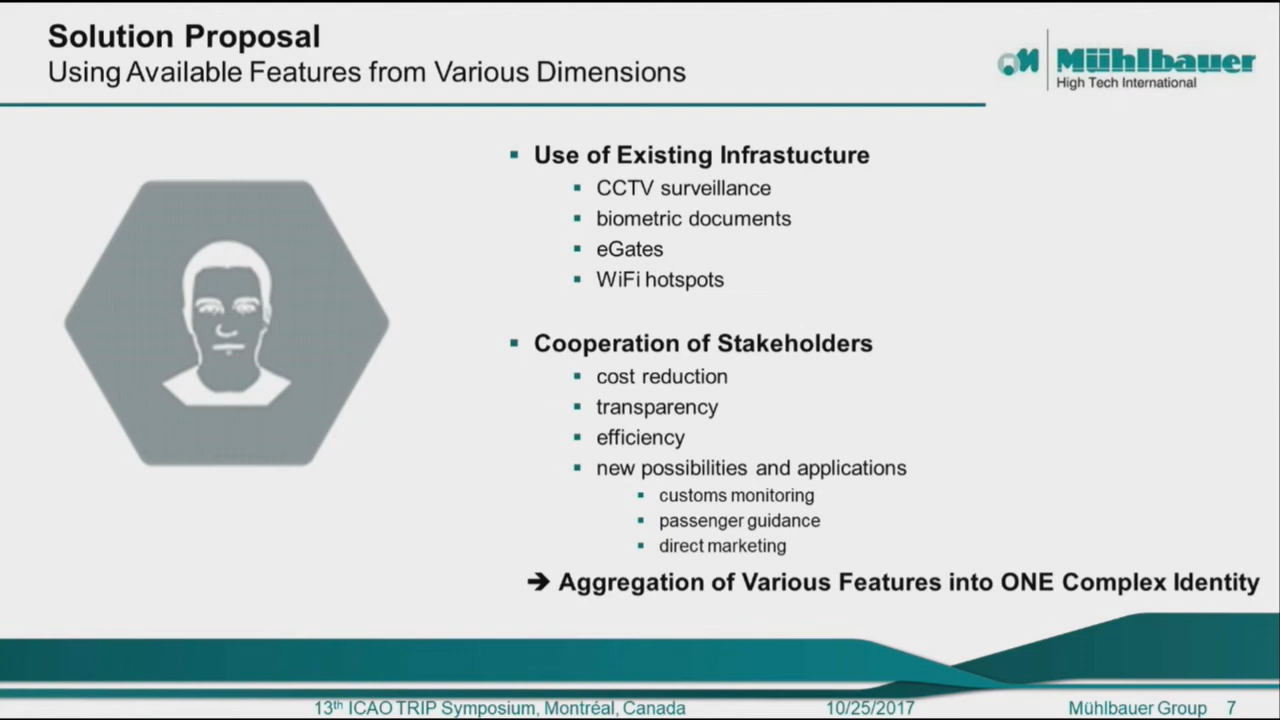 Solution Proposal
Using Available Features from Various Dimensions
Mühlbauer
High Tech International
Use of Existing Infrastucture
CCTV surveillance
biometric documents
eGates
WiFi hotspots
Cooperation of Stakeholders
cost reduction
transparency
efficiency
new possibilities and applications
customs monitoring
passenger guidance
direct marketing
➔ Aggregation of Various Features into ONE Complex Identity
13th ICAO TRIP Symposium, Montréal, Canada 10/25/2017 Mühlbauer Group 7